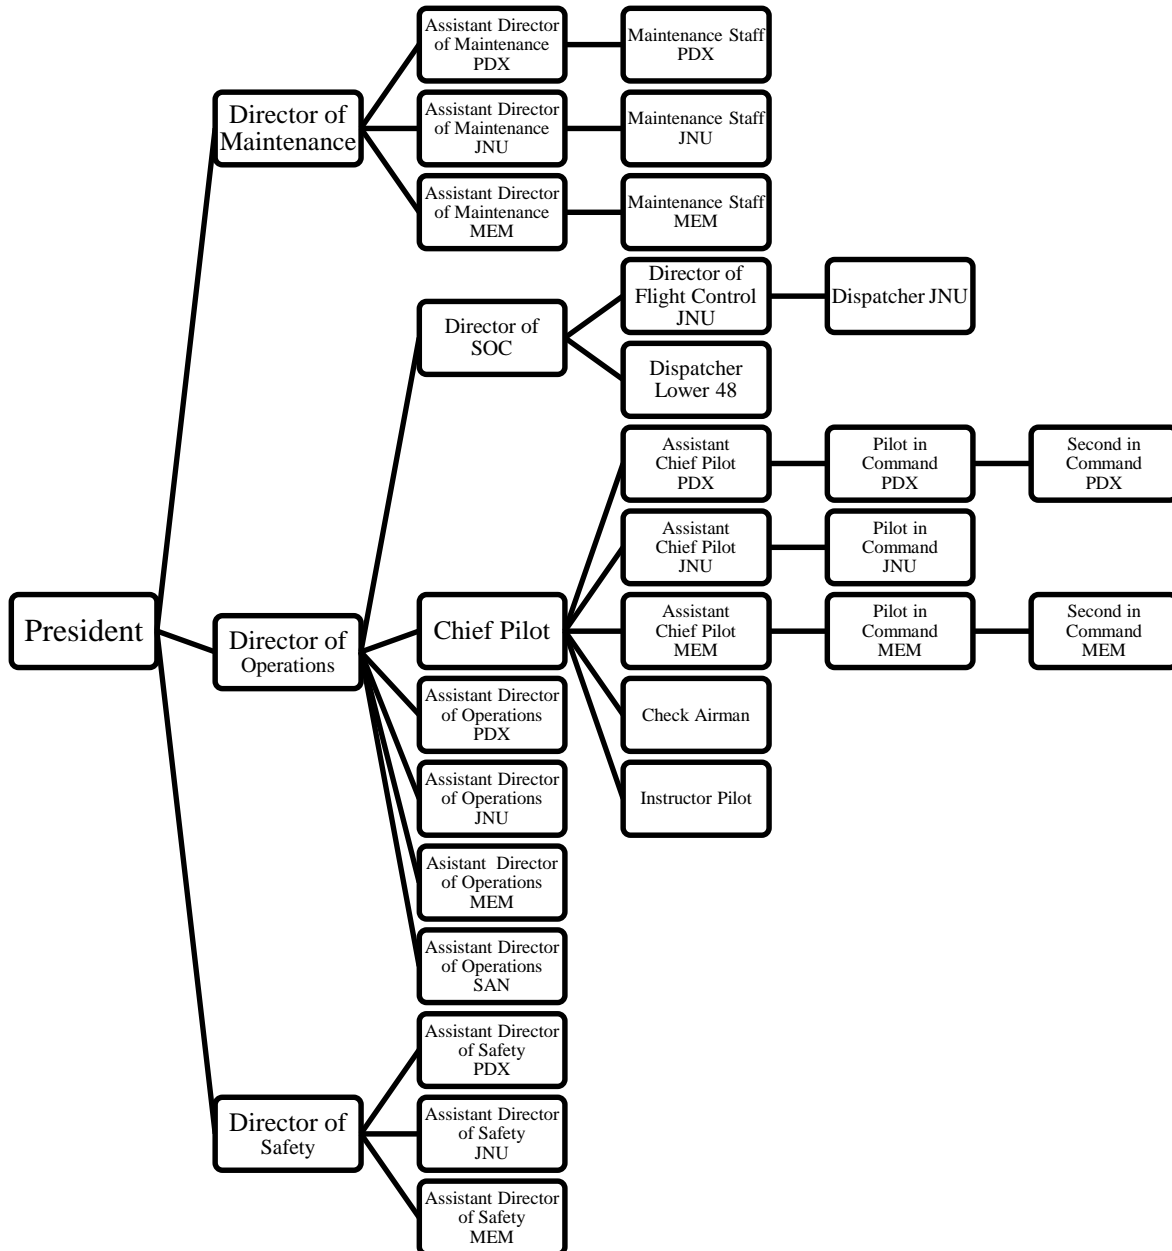 Assistant Director
of Maintenance
PDX
Maintenance Staff
PDX
Director of
Maintenance
Assistant Director
of Maintenance
JNU
Maintenance Staff
JNU
Assistant Director
of Maintenance
MEM
Maintenance Staff
MEM
Director of
SOC
Director of
Flight Control
JNU
Dispatcher JNU
Dispatcher
Lower 48
Assistant
Chief Pilot
PDX
Pilot in
Command
PDX
Second in
Command
PDX
Assistant
Chief Pilot
JNU
Pilot in
Command
JNU
President
Director of
Operations
Chief Pilot
Assistant
Chief Pilot
MEM
Pilot in
Command
MEM
Second in
Command
MEM
Assistant Director
of Operations
PDX
Check Airman
Assistant Director
of Operations
JNU
Instructor Pilot
Asistant Director
of Operations
MEM
Assistant Director
of Operations
SAN
Assistant Director
of Safety
PDX
Director of
Safety
Assistant Director
of Safety
JNU
Assistant Director
of Safety
MEM